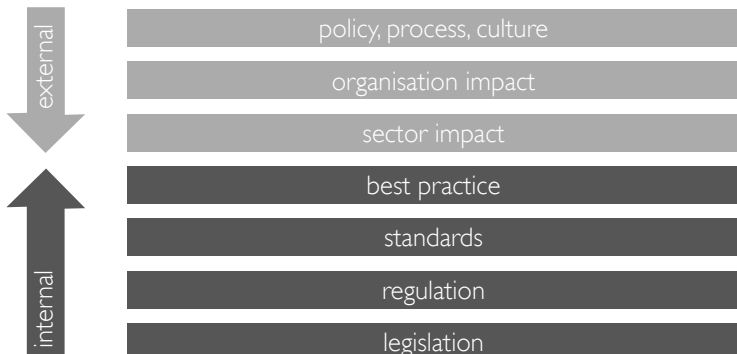 external
policy, process, culture
organisation impact
sector impact
internal
best practice
standards
regulation
legislation